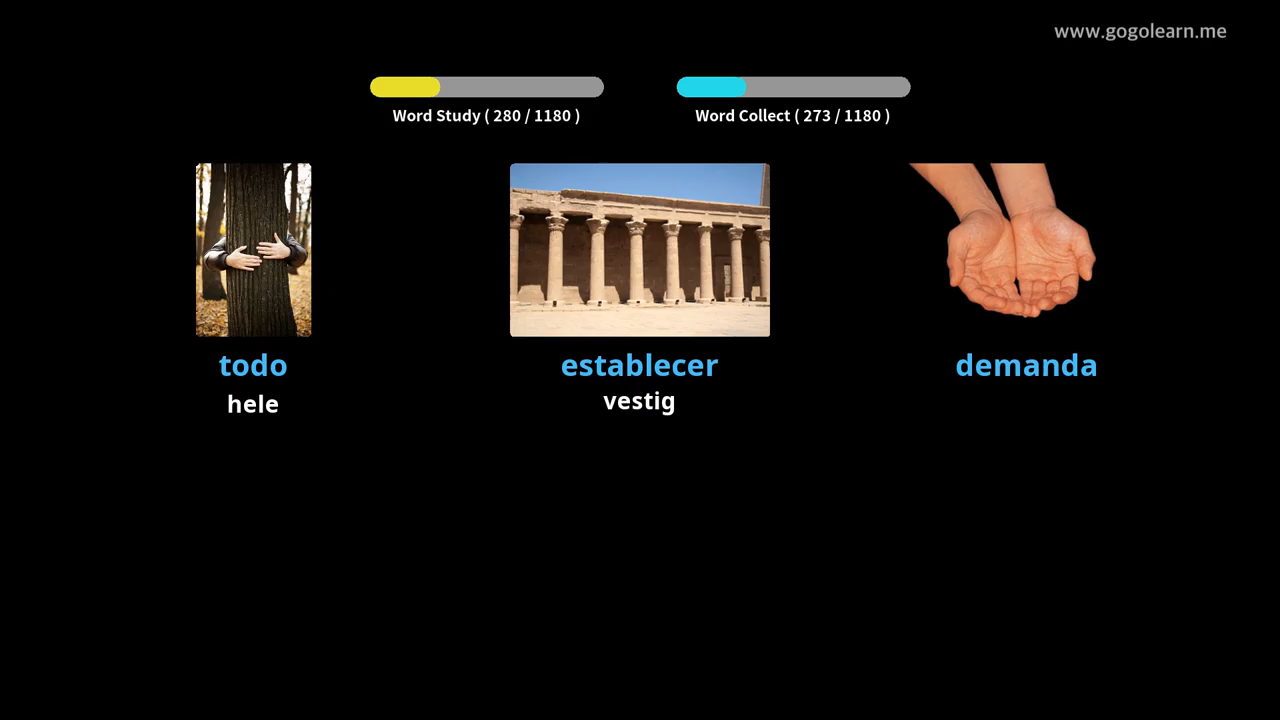 www.gogolearn.me
Word Study ( 280 / 1180 )
Word Collect ( 273 / 1180 )
todo
establecer
demanda
hele
vestig